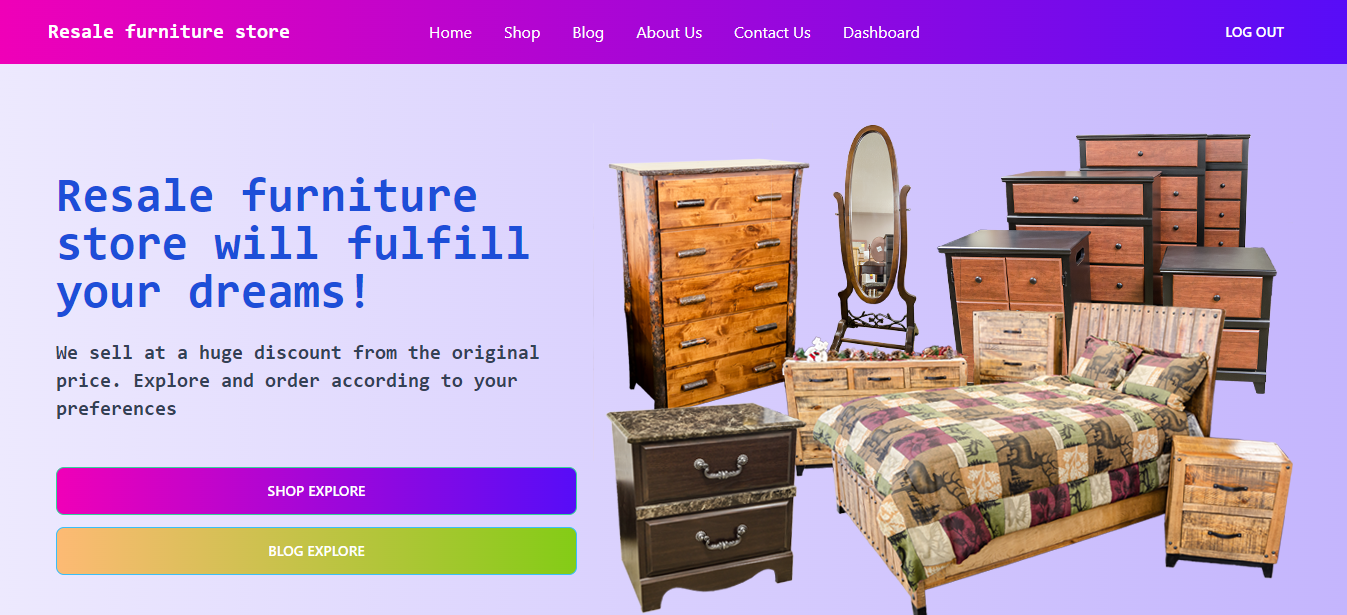 Resale furniture store
Home
Shop
Blog
About Us
Contact Us
Dashboard
LOG OUT
Resale furniture
store will fulfill
your dreams!
We sell at a huge discount from the original
price. Explore and order according to your
preferences
SHOP EXPLORE
BLOG EXPLORE